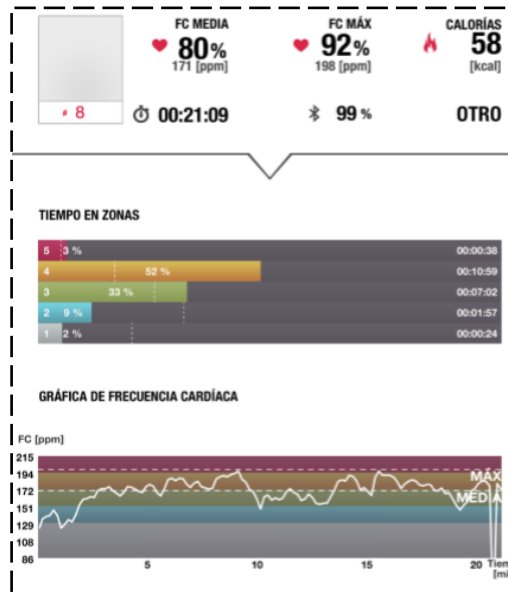 FC MEDIA
80%
171 [ppm]
FC MÁX
92%
198 [ppm]
CALORÍAS
58
[kcal]
8
00:21:09
99 %
OTRO
TIEMPO EN ZONAS
5 3 % 00:00:38
4 52 % 00:10:59
3 33 % 00:07:02
2 9 % 00:01:57
1 2 % 00:00:24
GRÁFICA DE FRECUENCIA CARDÍACA
FC [ppm]
215
194
172
151
129
108
86
MÁX
MEDIA
5 10 15 20 Tiem
[mi